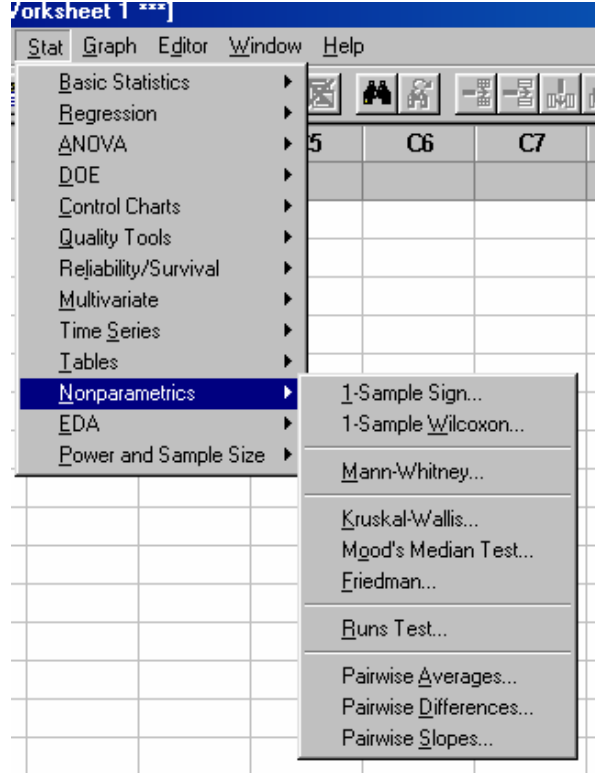 Worksheet 1 ***]
Stat Graph Editor Window Help
Basic Statistics
Regression
ANOVA
DOE
Control Charts
Quality Tools
Reliability/Survival
Multivariate
Time Series
Tables
Nonparametrics
EDA
Power and Sample Size
5 C6 C7
1-Sample Sign...
1-Sample Wilcoxon...
Mann-Whitney...
Kruskal-Wallis...
Mood's Median Test...
Friedman...
Runs Test...
Pairwise Averages...
Pairwise Differences...
Pairwise Slopes...